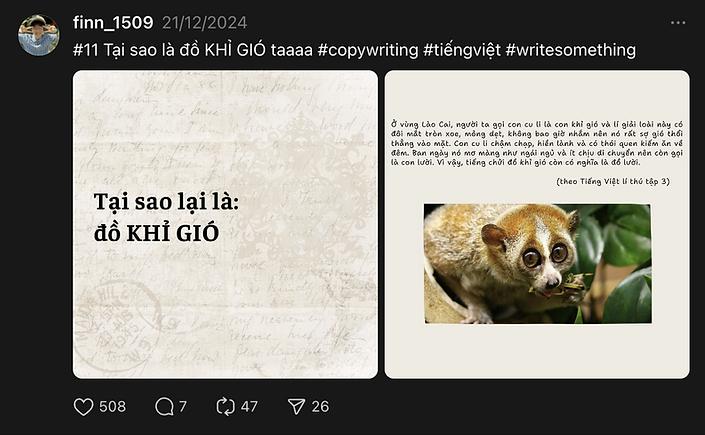 finn_1509 21/12/2024
#11 Tại sao là đồ KHỈ GIÓ taaaa #copywriting #tiếngviệt #writesomething
Tại sao lại là:
đồ KHỈ GIÓ
Ở vùng Lào Cai, người ta gọi con cu li là con khỉ gió và lí giải loài này có
đôi mắt tròn xoe, mỏng dẹt, không bao giờ nhắm nên nó rất sợ gió thổi
thẳng vào mặt. Con cu li chậm chạp, hiền lành và có thói quen kiếm ăn về
đêm. Ban ngày nó mơ màng như ngái ngủ và ít chịu di chuyển nên còn gọi
là con lười. Vì vậy, tiếng chửi đồ khỉ gió còn có nghĩa là đồ lười.
(theo Tiếng Việt lí thú tập 3)
508 7 47 26